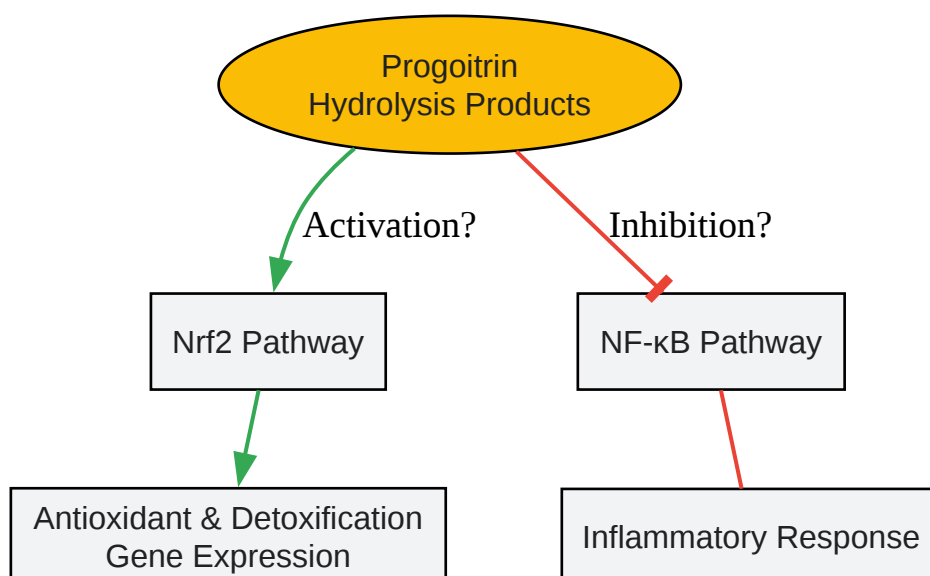 Progoitrin
Hydrolysis Products
Activation?
Inhibition?
Nrf2 Pathway
NF-κB Pathway
Antioxidant & Detoxification
Gene Expression
Inflammatory Response